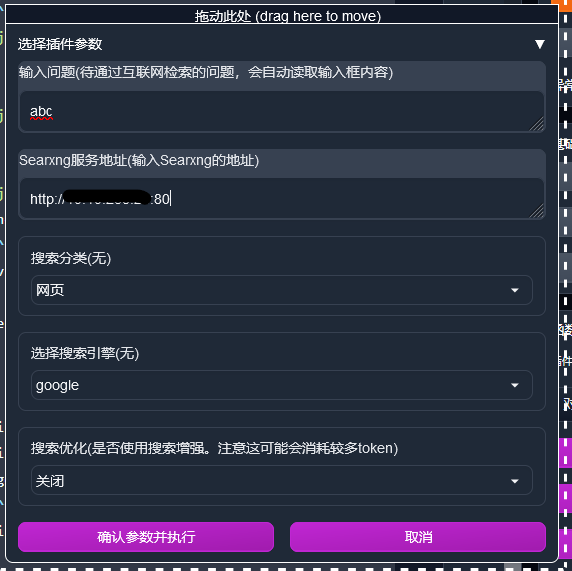 拖动此处 (drag here to move)
选择插件参数 ▼
输入问题(待通过互联网检索的问题，会自动读取输入框内容)
abc
Searxng服务地址(输入Searxng的地址)
http://:80
搜索分类(无)
网页
选择搜索引擎(无)
google
搜索优化(是否使用搜索增强。注意这可能会消耗较多token)
关闭
确认参数并执行 取消